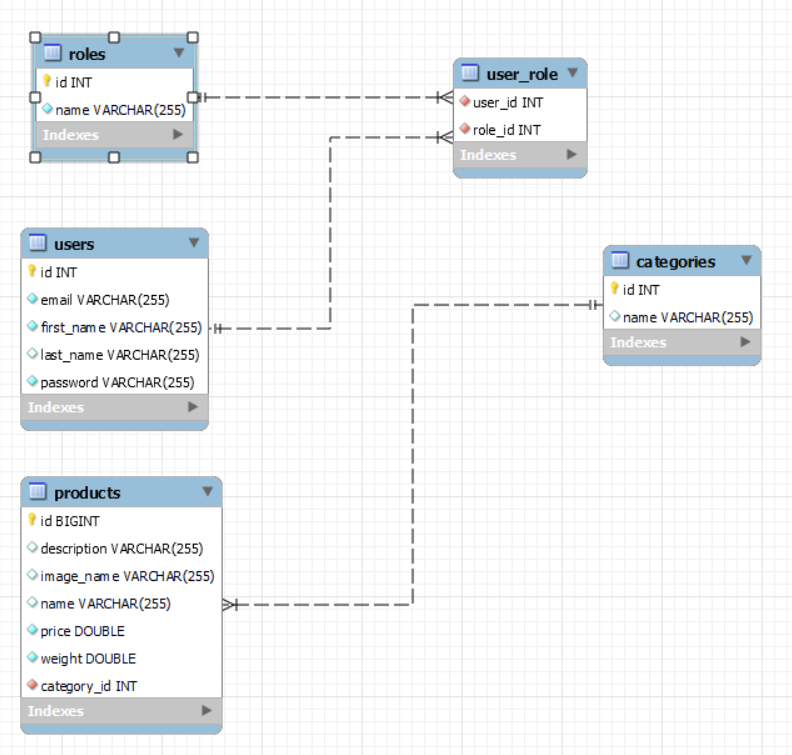 roles
id INT
name VARCHAR(255)
Indexes
user_role
user_id INT
role_id INT
Indexes
users
id INT
email VARCHAR(255)
first_name VARCHAR(255)
last_name VARCHAR(255)
password VARCHAR(255)
Indexes
categories
id INT
name VARCHAR(255)
Indexes
products
id BIGINT
description VARCHAR(255)
image_name VARCHAR(255)
name VARCHAR(255)
price DOUBLE
weight DOUBLE
category_id INT
Indexes